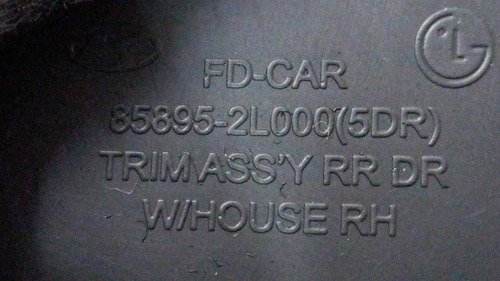 FD-CAR
85895-2L000(5DR)
TRIM ASS'Y RR DR
W/HOUSE RH